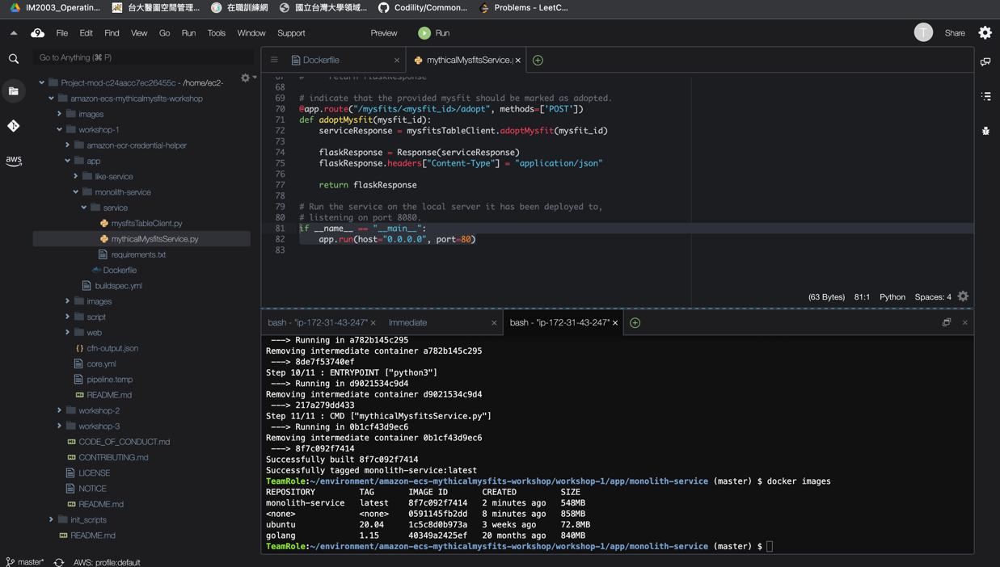 IM2003_Operatin...
台大醫圖空間管理...
在職訓練網
國立台灣大學領域...
Codility/Common...
Problems - LeetC...
File Edit Find View Go Run Tools Window Support Preview Run
T Share
Go to Anything (⌘ P)
Project-mod-c24aacc7ec26455c - /home/ec2-
amazon-ecs-mythicalmysfits-workshop
images
workshop-1
amazon-ecr-credential-helper
app
like-service
monolith-service
service
mysfitsTableClient.py
mythicalMysfitsService.py
requirements.txt
Dockerfile
buildspec.yml
images
script
web
cfn-output.json
core.yml
pipeline.temp
README.md
workshop-2
workshop-3
CODE_OF_CONDUCT.md
CONTRIBUTING.md
LICENSE
NOTICE
README.md
init_scripts
README.md
master*
AWS: profile:default
aws
Dockerfile × mythicalMysfitsService.p ×
67 # return flaskResponse
68
69 # indicate that the provided mysfit should be marked as adopted.
70 @app.route("/mysfits/<mysfit_id>/adopt", methods=['POST'])
71 def adoptMysfit(mysfit_id):
72 serviceResponse = mysfitsTableClient.adoptMysfit(mysfit_id)
73
74 flaskResponse = Response(serviceResponse)
75 flaskResponse.headers["Content-Type"] = "application/json"
76
77 return flaskResponse
78
79 # Run the service on the local server it has been deployed to,
80 # listening on port 8080.
81 if __name__ == "__main__":
82 app.run(host="0.0.0.0", port=80)
83
(63 Bytes) 81:1 Python Spaces: 4
bash - "ip-172-31-43-247" × Immediate × bash - "ip-172-31-43-247" ×
---> Running in a782b145c295
Removing intermediate container a782b145c295
---> 8de7f53740ef
Step 10/11 : ENTRYPOINT ["python3"]
---> Running in d9021534c9d4
Removing intermediate container d9021534c9d4
---> 217a279dd433
Step 11/11 : CMD ["mythicalMysfitsService.py"]
---> Running in 0b1cf43d9ec6
Removing intermediate container 0b1cf43d9ec6
---> 8f7c092f7414
Successfully built 8f7c092f7414
Successfully tagged monolith-service:latest
TeamRole:~/environment/amazon-ecs-mythicalmysfits-workshop/workshop-1/app/monolith-service (master) $ docker images
REPOSITORY TAG IMAGE ID CREATED SIZE
monolith-service latest 8f7c092f7414 2 minutes ago 548MB
<none> <none> 0591145fb2dd 8 minutes ago 858MB
ubuntu 20.04 1c5c8d0b973a 3 weeks ago 72.8MB
golang 1.15 40349a2425ef 20 months ago 840MB
TeamRole:~/environment/amazon-ecs-mythicalmysfits-workshop/workshop-1/app/monolith-service (master) $